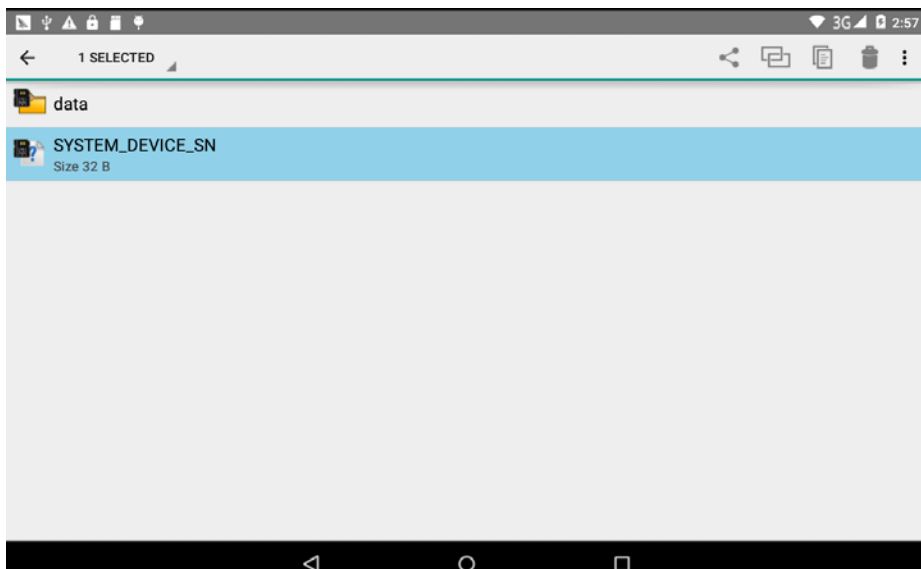 3G 2:57
1 SELECTED
data
SYSTEM_DEVICE_SN
Size 32 B